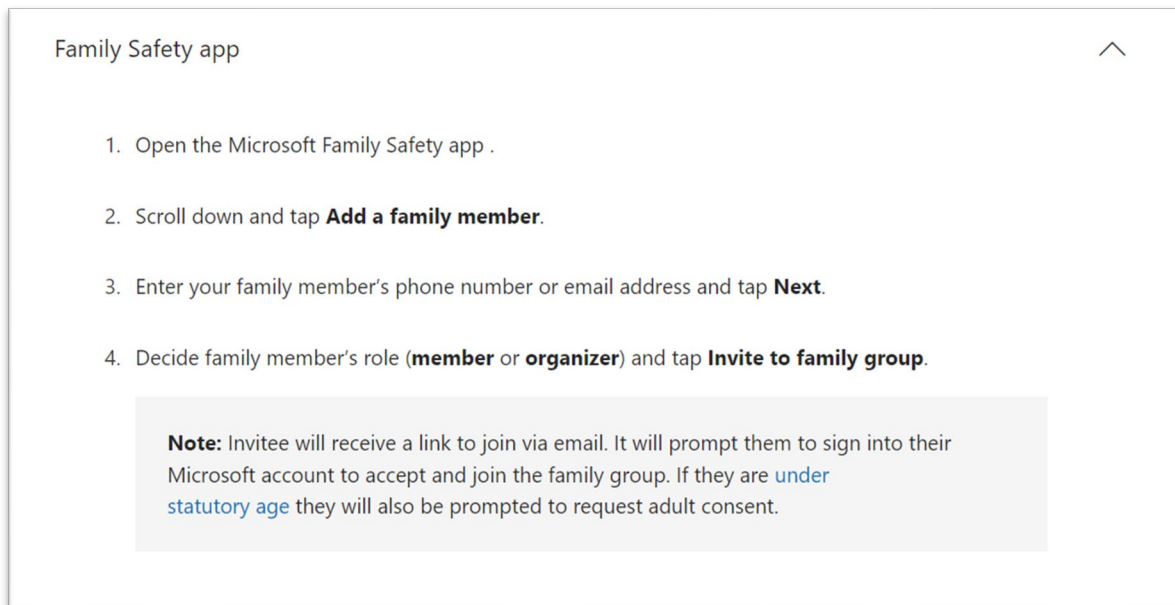 Family Safety app
1. Open the Microsoft Family Safety app .
2. Scroll down and tap Add a family member.
3. Enter your family member’s phone number or email address and tap Next.
4. Decide family member’s role (member or organizer) and tap Invite to family group.
Note: Invitee will receive a link to join via email. It will prompt them to sign into their
Microsoft account to accept and join the family group. If they are under
statutory age they will also be prompted to request adult consent.